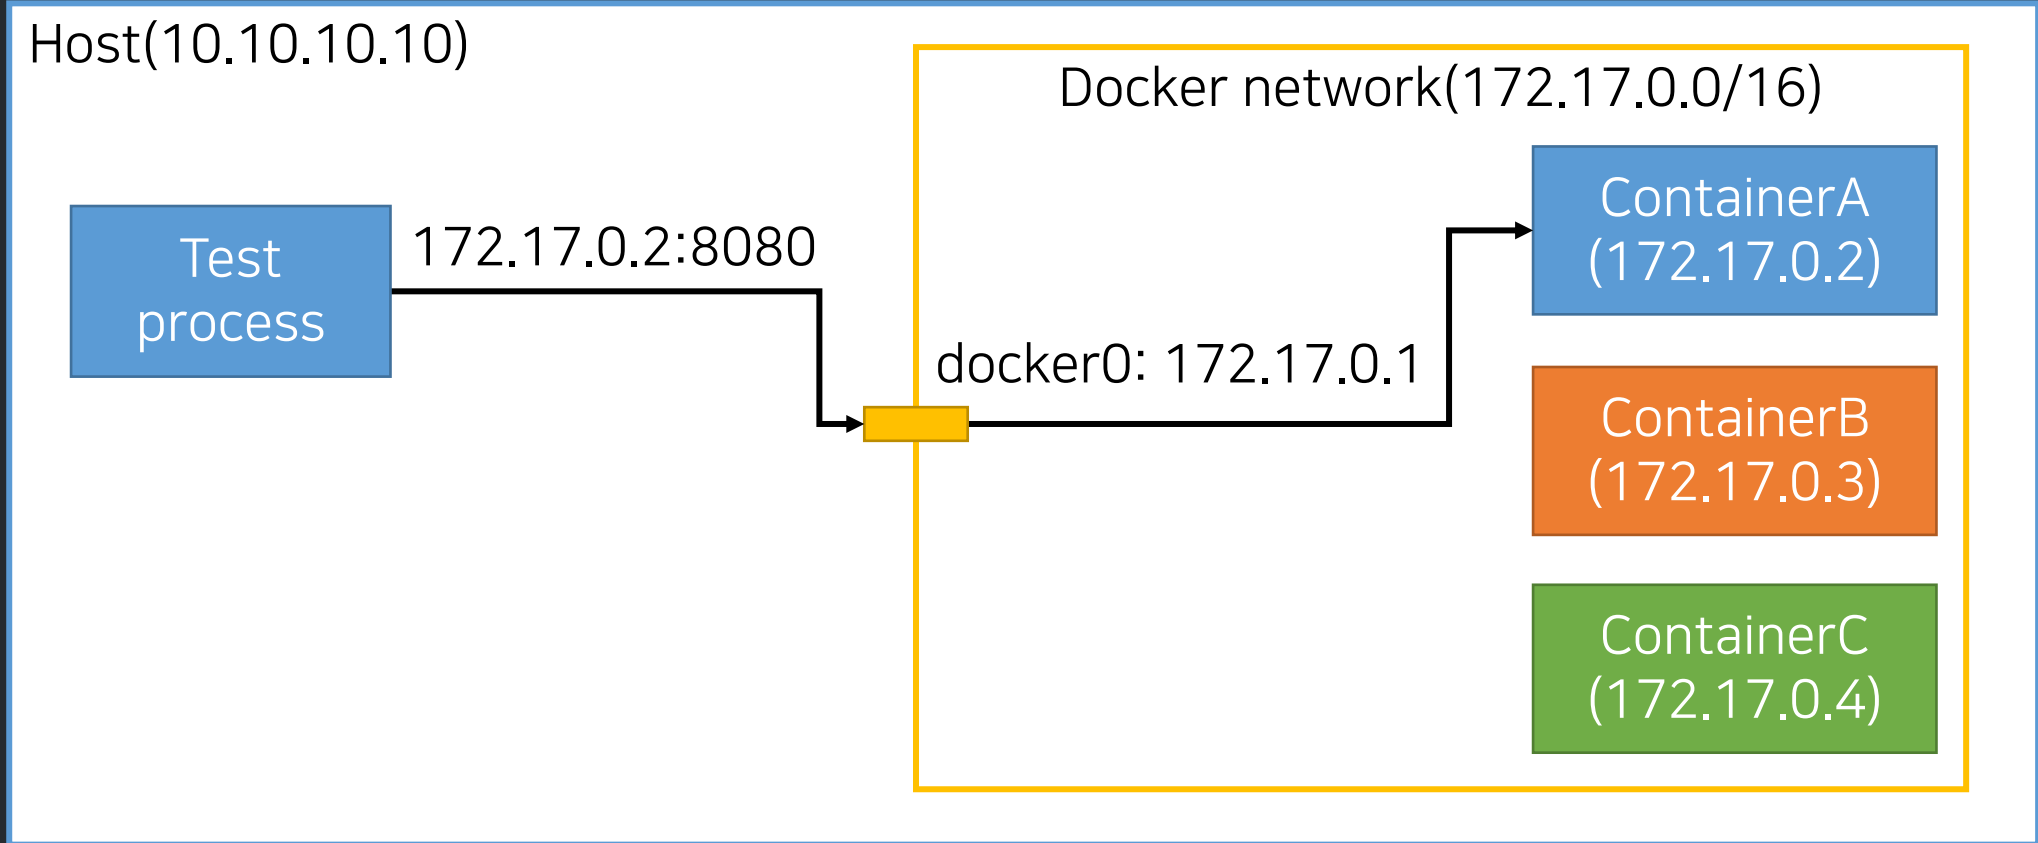 Host(10.10.10.10)
Docker network(172.17.0.0/16)
Test
process
172.17.0.2:8080
docker0: 172.17.0.1
ContainerA
(172.17.0.2)
ContainerB
(172.17.0.3)
ContainerC
(172.17.0.4)